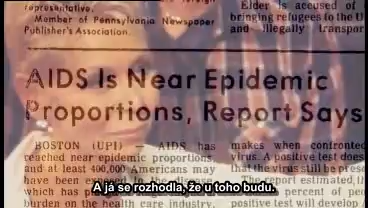 representative.
Member of Pennsylvania Newspaper
Publisher's Association.
Elder is accused of
bringing refugees to the U
and illegally transpor
AIDS Is Near Epidemic
Proportions, Report Says
BOSTON (UPI) — AIDS has
reached near epidemic proportions
and at least 400,000 Americans may
have been exposed to the
which has
burden on the health care industry,
makes when confronted
virus. A positive test does
that the virus still be prese
The report estimated,
percent of peo
positive will de
A já se rozhodla, že u toho budu.